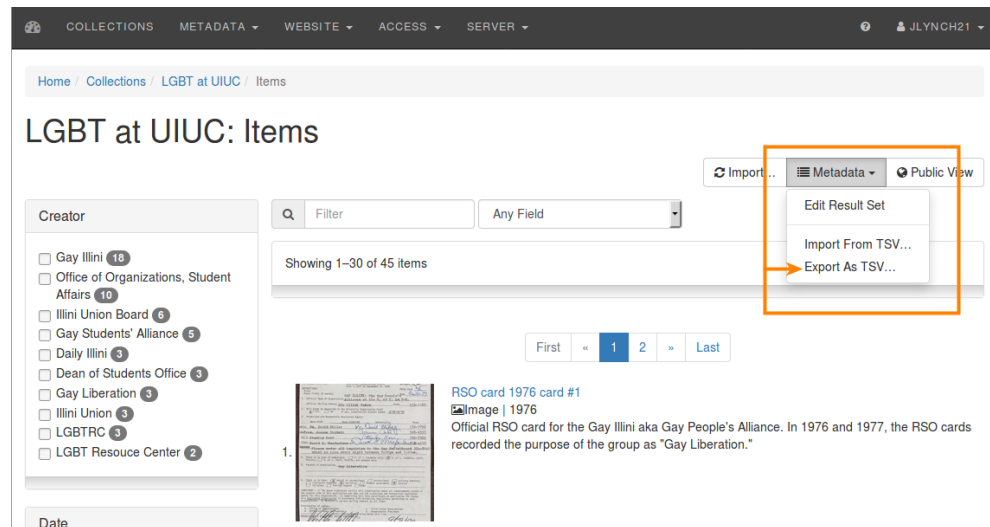 COLLECTIONS METADATA WEBSITE ACCESS SERVER JLYNCH21
Home / Collections / LGBT at UIUC / Items
LGBT at UIUC: Items
Import... Metadata Public View
Edit Result Set
Import From TSV...
Export As TSV...
Creator
Gay Illini 18
Office of Organizations, Student
Affairs 10
Illini Union Board 6
Gay Students' Alliance 5
Daily Illini 3
Dean of Students Office 3
Gay Liberation 3
Illini Union 3
LGBTRC 3
LGBT Resouce Center 2
Date
Filter Any Field
Showing 1–30 of 45 items
First « 1 2 » Last
1.
RSO card 1976 card #1
Image | 1976
Official RSO card for the Gay Illini aka Gay People's Alliance. In 1976 and 1977, the RSO cards
recorded the purpose of the group as "Gay Liberation."